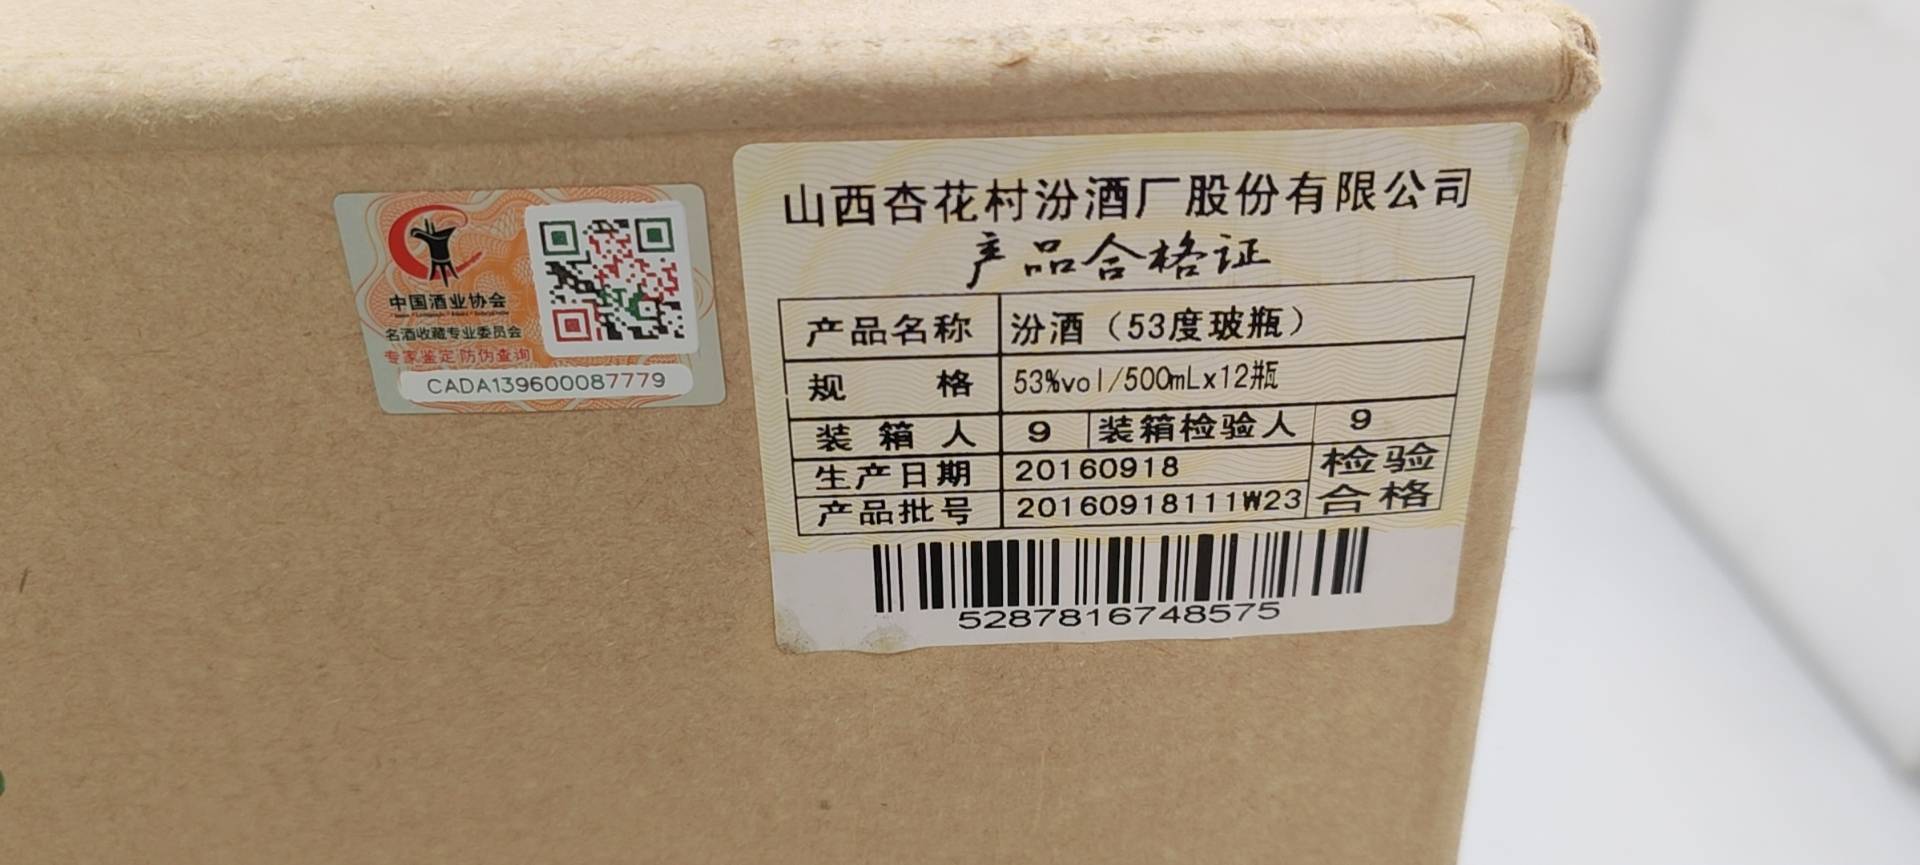 中国酒业协会
名酒收藏专业委员会
专家鉴定 防伪查询
CADA139600087779
山西杏花村汾酒厂股份有限公司
产品合格证
产品名称 汾酒（53度玻瓶）
规 格 53%vol/500mLx12瓶
装箱人 9 装箱检验人 9
生产日期 20160918 检验
产品批号 20160918111W23 合格
5287816748575